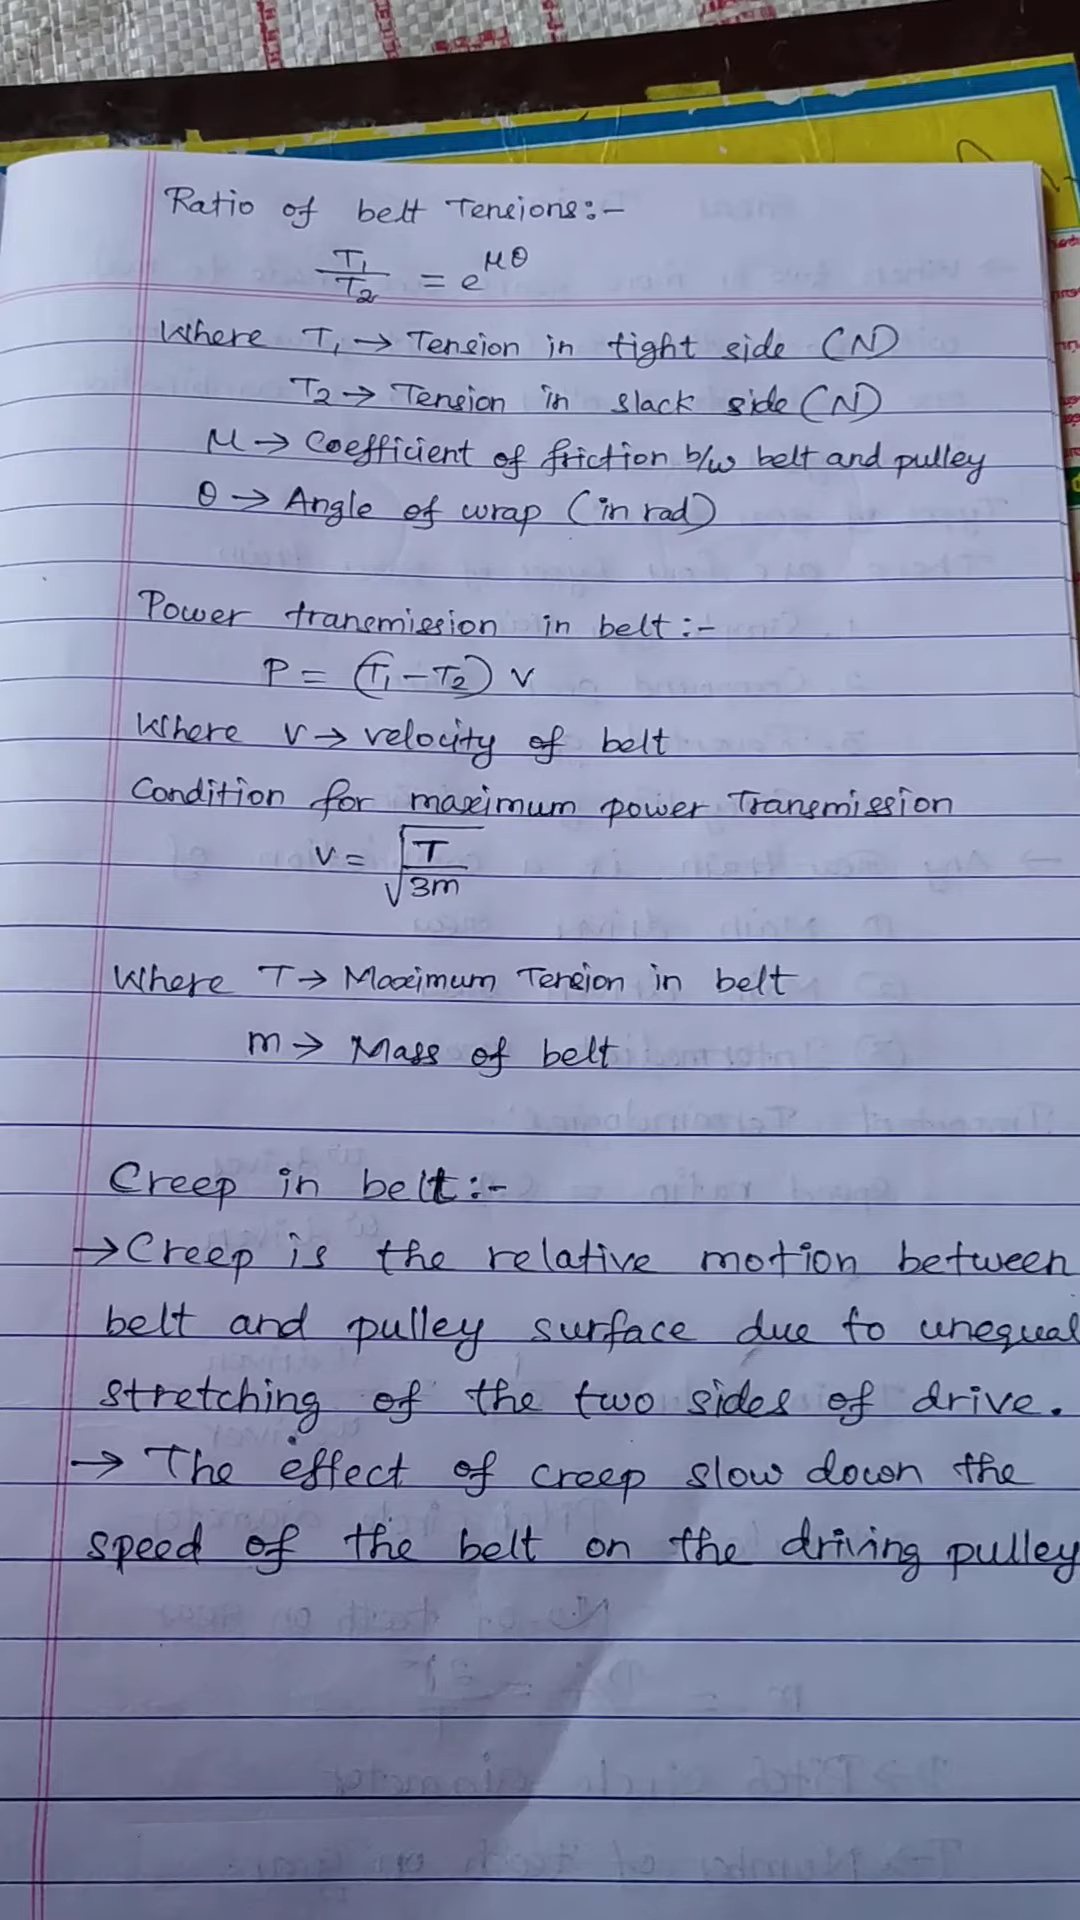 Ratio of belt Tensions:-
T₁/T₂ = e^μθ
Where T₁ → Tension in tight side (N)
T2 → Tension in slack side (N)
μ → Coefficient of friction b/w belt and pulley
θ → Angle of wrap (in rad)
Power transmission in belt :-
P = (T₁ - T₂) v
Where v → velocity of belt
Condition for maximum power Transmission
v = √(T/3m)
Where T → Maximum Tension in belt
m → Mass of belt
Creep in belt :-
→ Creep is the relative motion between
belt and pulley surface due to unequal
stretching of the two sides of drive.
→ The effect of creep slow down the
speed of the belt on the driving pulley